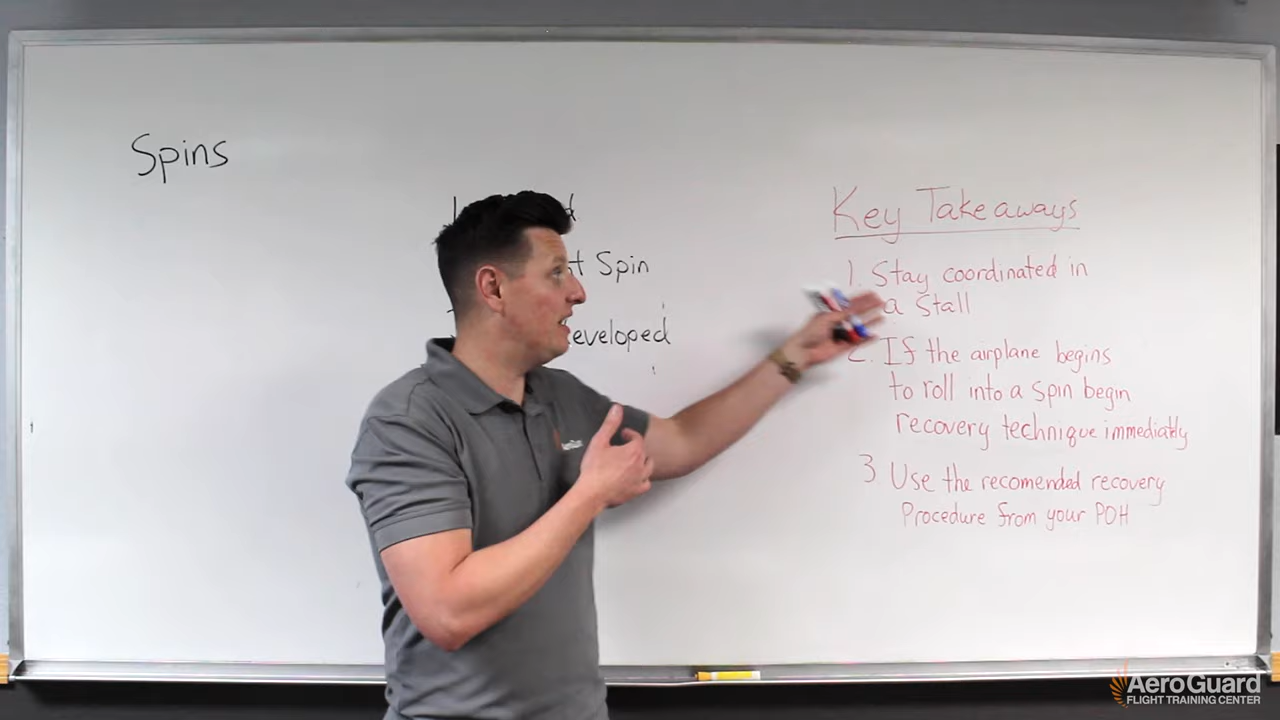 Spins
Spin
eveloped
Key Takeaways
1. Stay coordinated in
a Stall
2. If the airplane begins
to roll into a spin begin
recovery technique immediatly
3 Use the recomended recovery
Procedure from your POH
AeroGuard
AeroGuard
FLIGHT TRAINING CENTER